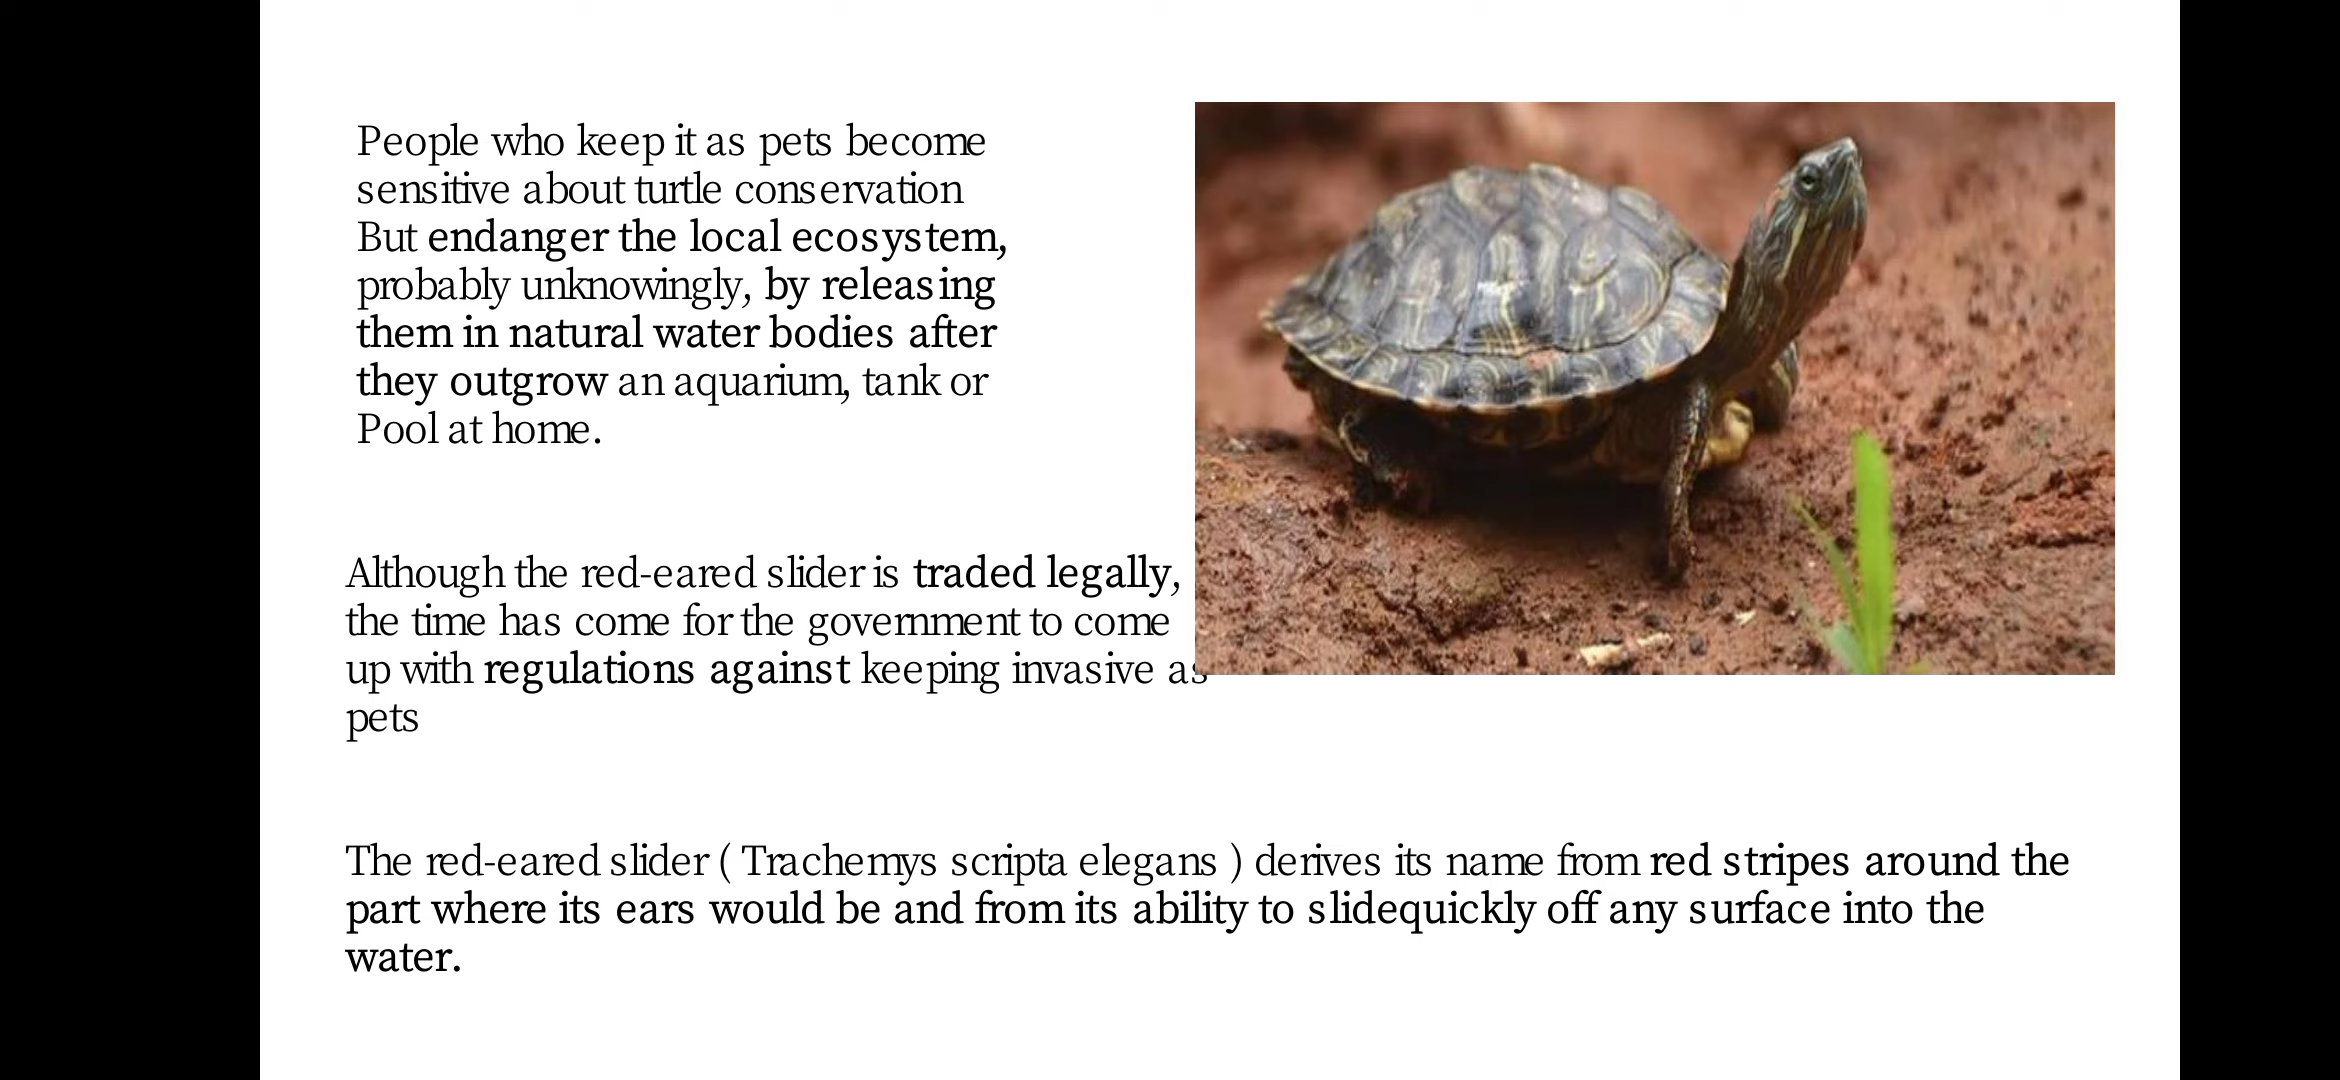 People who keep it as pets become
sensitive about turtle conservation
But endanger the local ecosystem,
probably unknowingly, by releasing
them in natural water bodies after
they outgrow an aquarium, tank or
Pool at home.
Although the red-eared slider is traded legally,
the time has come for the government to come
up with regulations against keeping invasive as
pets
The red-eared slider ( Trachemys scripta elegans ) derives its name from red stripes around the
part where its ears would be and from its ability to slidequickly off any surface into the
water.